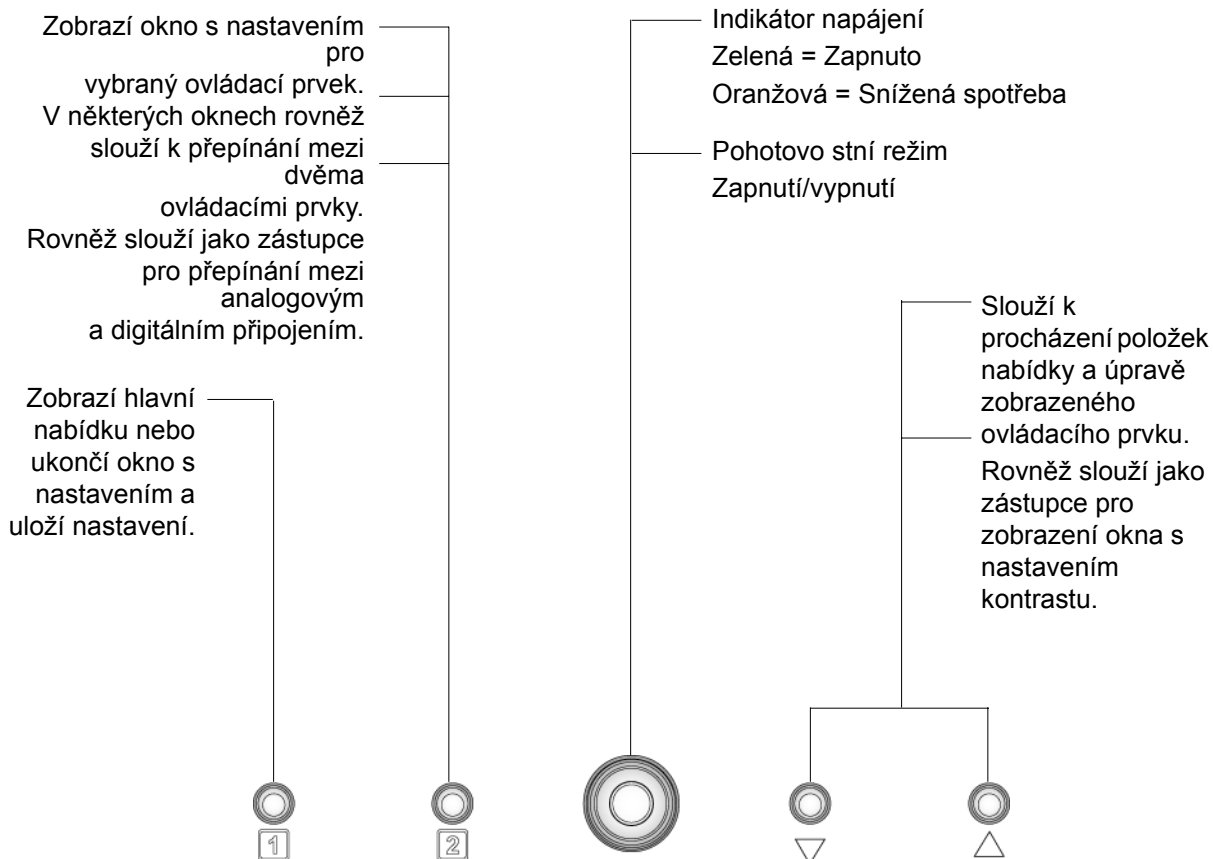 Zobrazí okno s nastavením
pro
vybraný ovládací prvek.
V některých oknech rovněž
slouží k přepínání mezi
dvěma
ovládacími prvky.
Rovněž slouží jako zástupce
pro přepínání mezi
analogovým
a digitálním připojením.
Zobrazí hlavní
nabídku nebo
ukončí okno s
nastavením a
uloží nastavení.
Indikátor napájení
Zelená = Zapnuto
Oranžová = Snížená spotřeba
Pohotovo stní režim
Zapnutí/vypnutí
Slouží k
procházení položek
nabídky a úpravě
zobrazeného
ovládacího prvku.
Rovněž slouží jako
zástupce pro
zobrazení okna s
nastavením
kontrastu.
1
2